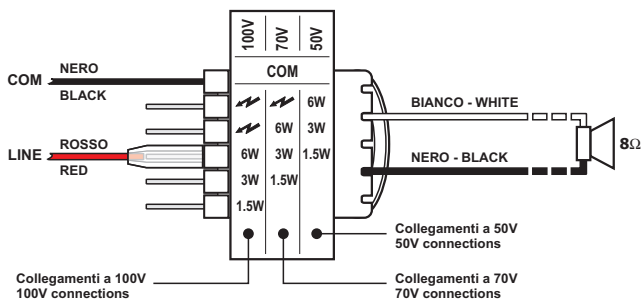 100V 70V 50V
COM
COM NERO
BLACK
6W
6W 3W
LINE ROSSO
RED
6W 3W 1.5W
3W 1.5W
1.5W
BIANCO - WHITE
NERO - BLACK
8Ω
Collegamenti a 50V
50V connections
Collegamenti a 100V
100V connections
Collegamenti a 70V
70V connections